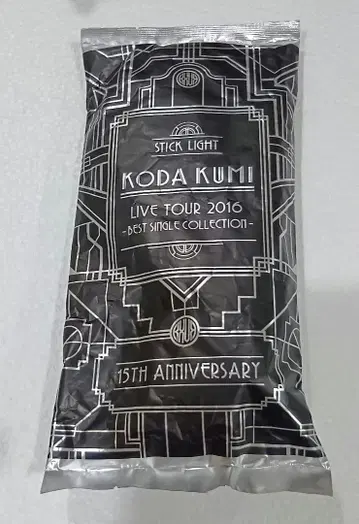 STICK LIGHT
KODA KUMI
LIVE TOUR 2016
-BEST SINGLE COLLECTION-
15TH ANNIVERSARY